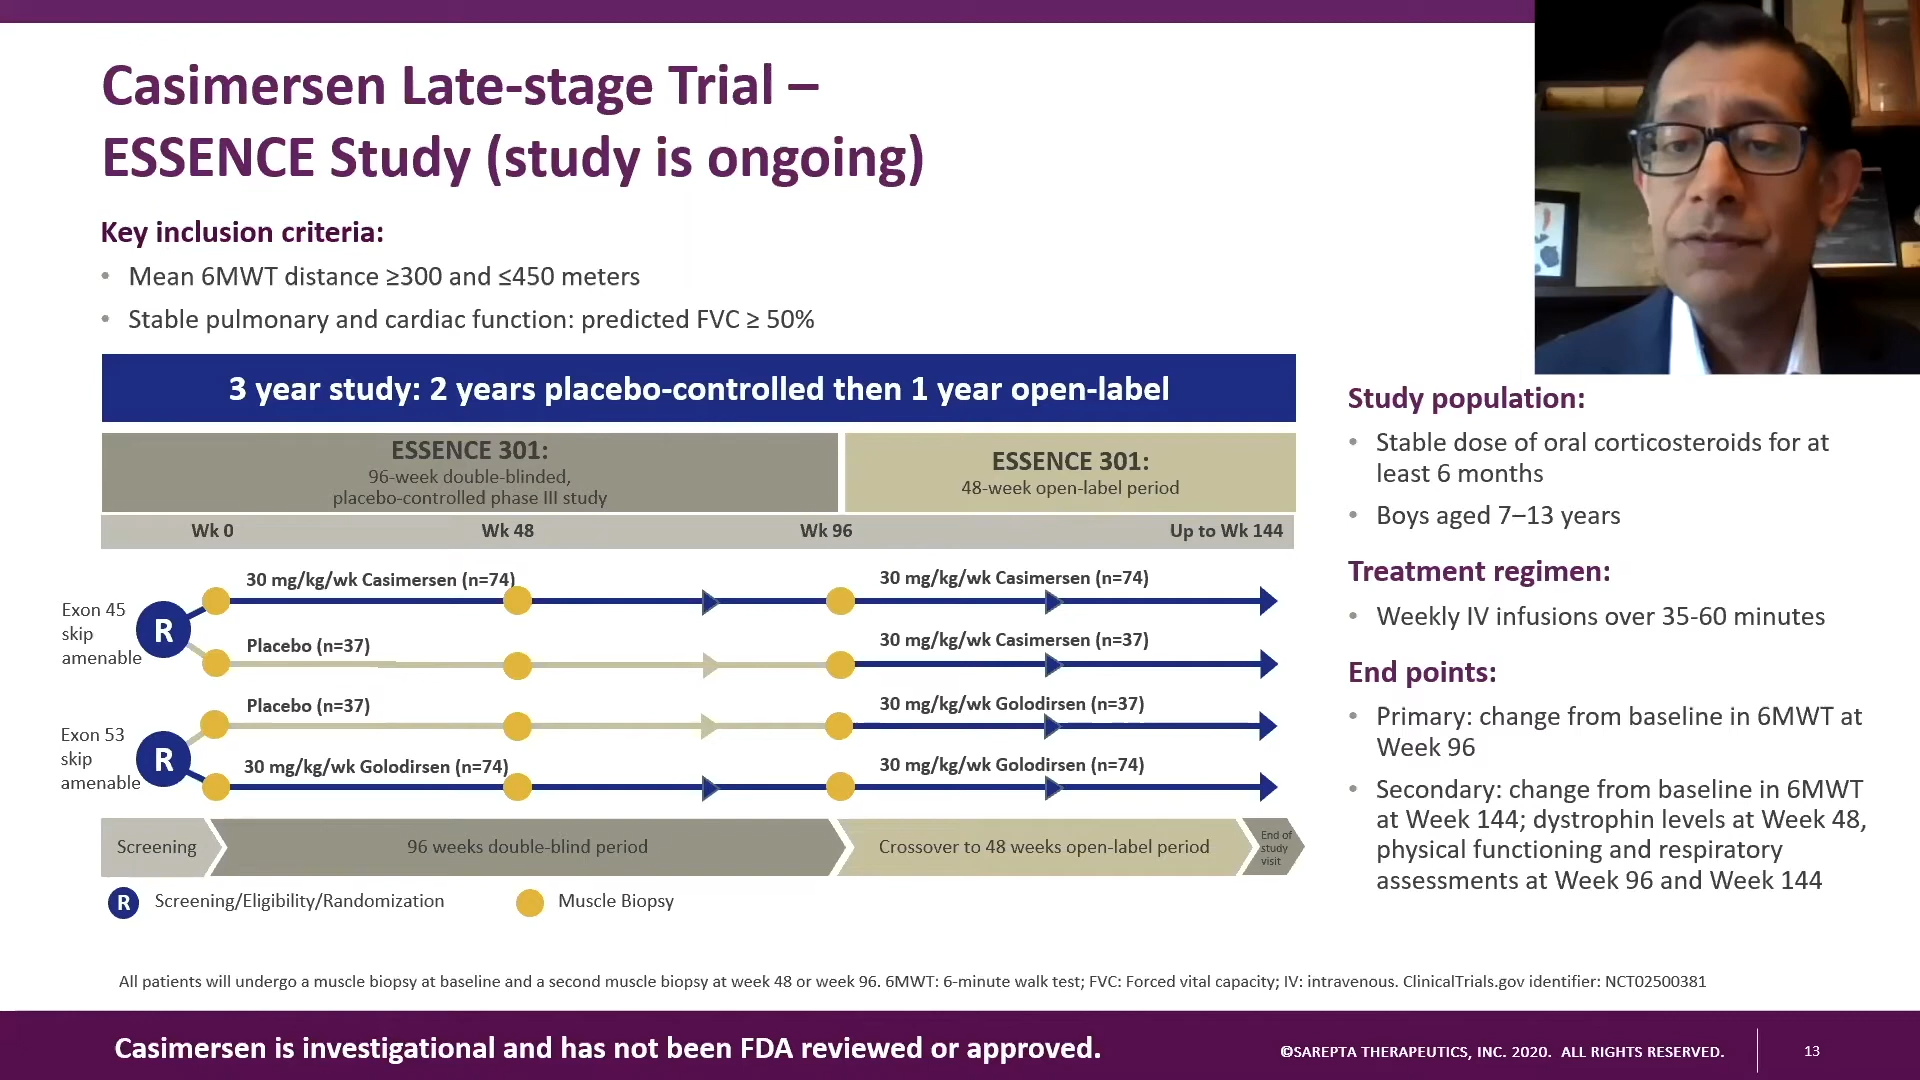 Casimersen Late-stage Trial –
ESSENCE Study (study is ongoing)
Key inclusion criteria:
• Mean 6MWT distance ≥300 and ≤450 meters
• Stable pulmonary and cardiac function: predicted FVC ≥ 50%
3 year study: 2 years placebo-controlled then 1 year open-label
ESSENCE 301:
96-week double-blinded,
placebo-controlled phase III study
ESSENCE 301:
48-week open-label period
Wk 0 Wk 48 Wk 96 Up to Wk 144
Exon 45
skip
amenable
R
30 mg/kg/wk Casimersen (n=74)
30 mg/kg/wk Casimersen (n=74)
Placebo (n=37)
30 mg/kg/wk Casimersen (n=37)
Exon 53
skip
amenable
R
Placebo (n=37)
30 mg/kg/wk Golodirsen (n=37)
30 mg/kg/wk Golodirsen (n=74)
30 mg/kg/wk Golodirsen (n=74)
Screening
96 weeks double-blind period
Crossover to 48 weeks open-label period
End of
study
visit
R Screening/Eligibility/Randomization
Muscle Biopsy
Study population:
• Stable dose of oral corticosteroids for at
least 6 months
• Boys aged 7–13 years
Treatment regimen:
• Weekly IV infusions over 35-60 minutes
End points:
• Primary: change from baseline in 6MWT at
Week 96
• Secondary: change from baseline in 6MWT
at Week 144; dystrophin levels at Week 48,
physical functioning and respiratory
assessments at Week 96 and Week 144
All patients will undergo a muscle biopsy at baseline and a second muscle biopsy at week 48 or week 96. 6MWT: 6-minute walk test; FVC: Forced vital capacity; IV: intravenous. ClinicalTrials.gov identifier: NCT02500381
Casimersen is investigational and has not been FDA reviewed or approved.
©SAREPTA THERAPEUTICS, INC. 2020. ALL RIGHTS RESERVED.
13